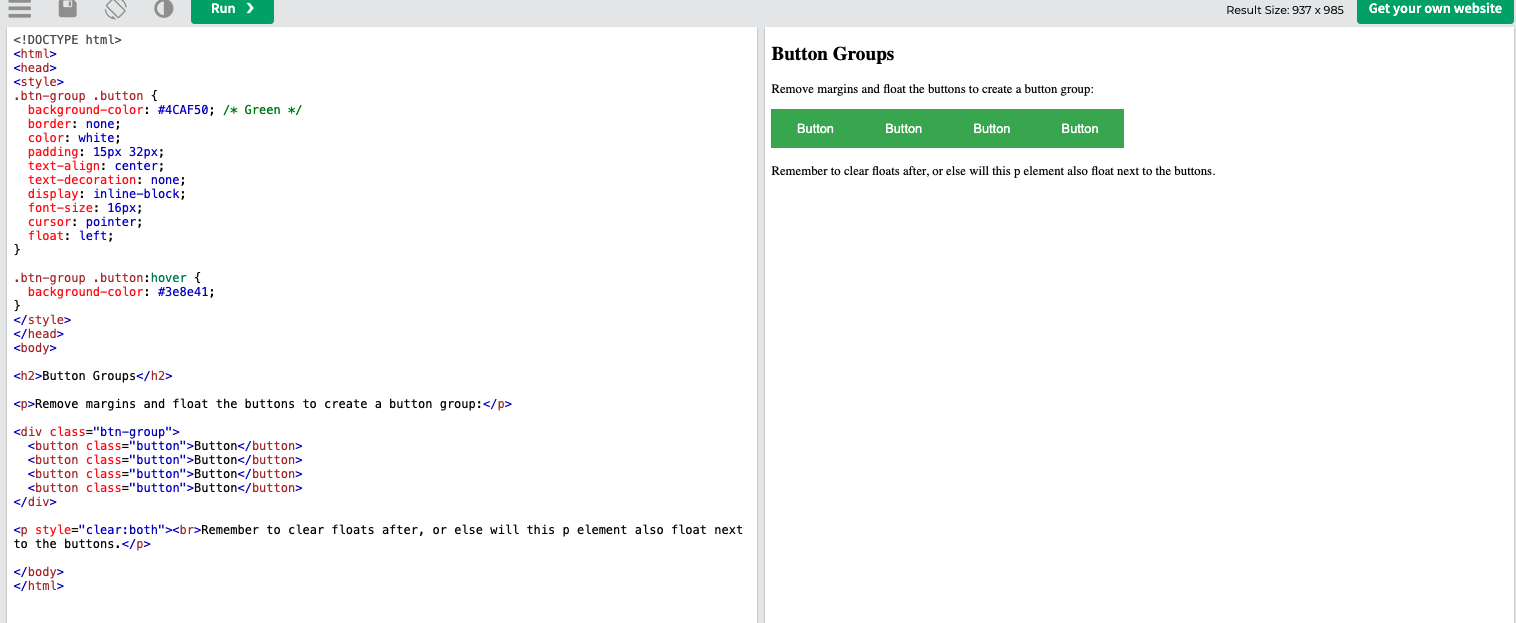 Run ❯
Result Size: 937 x 985
Get your own website
<!DOCTYPE html>
<html>
<head>
<style>
.btn-group .button {
  background-color: #4CAF50; /* Green */
  border: none;
  color: white;
  padding: 15px 32px;
  text-align: center;
  text-decoration: none;
  display: inline-block;
  font-size: 16px;
  cursor: pointer;
  float: left;
}

.btn-group .button:hover {
  background-color: #3e8e41;
}
</style>
</head>
<body>

<h2>Button Groups</h2>

<p>Remove margins and float the buttons to create a button group:</p>

<div class="btn-group">
  <button class="button">Button</button>
  <button class="button">Button</button>
  <button class="button">Button</button>
  <button class="button">Button</button>
</div>

<p style="clear:both"><br>Remember to clear floats after, or else will this p element also float next
to the buttons.</p>

</body>
</html>
Button Groups
Remove margins and float the buttons to create a button group:
Button Button Button Button
Remember to clear floats after, or else will this p element also float next to the buttons.